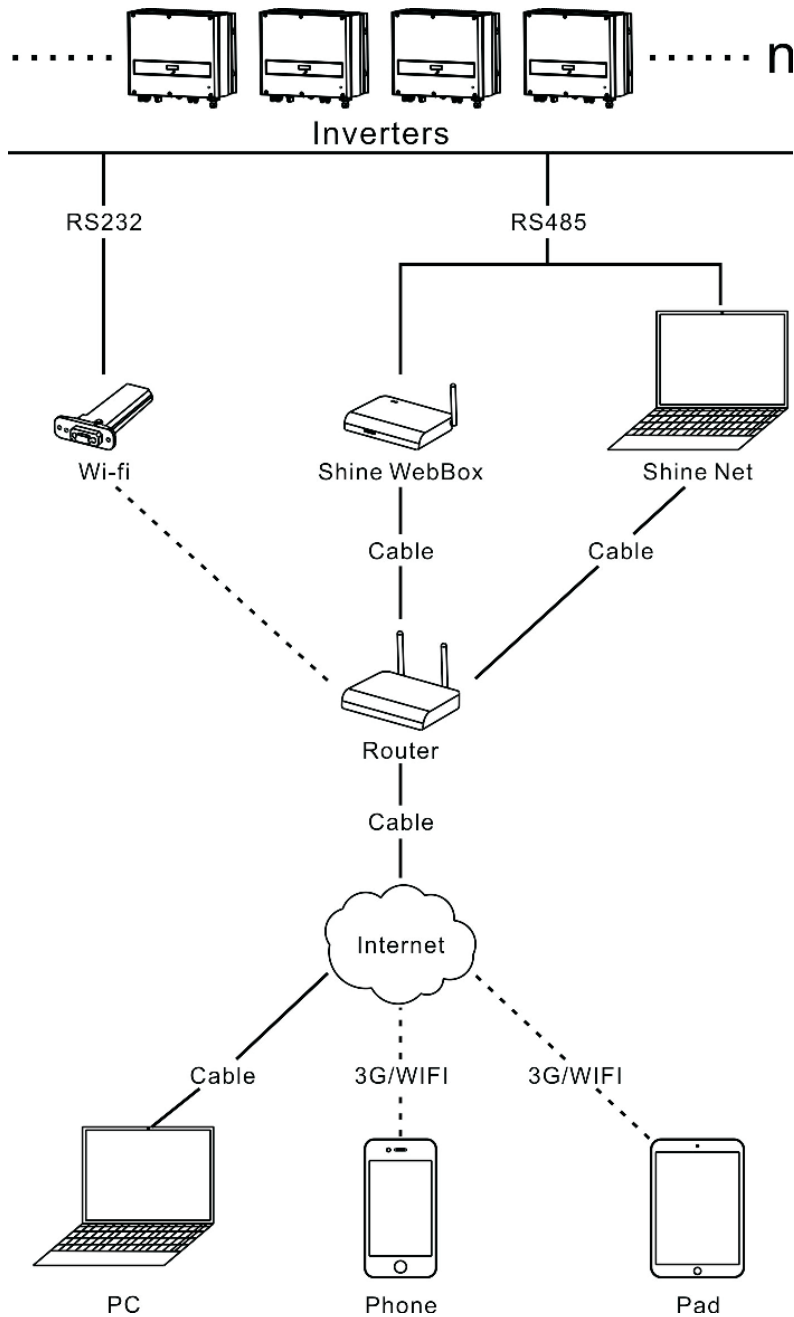 n
Inverters
RS232
RS485
Wi-fi
Shine WebBox
Shine Net
Cable
Cable
Router
Cable
Internet
Cable
3G/WIFI
3G/WIFI
PC
Phone
Pad